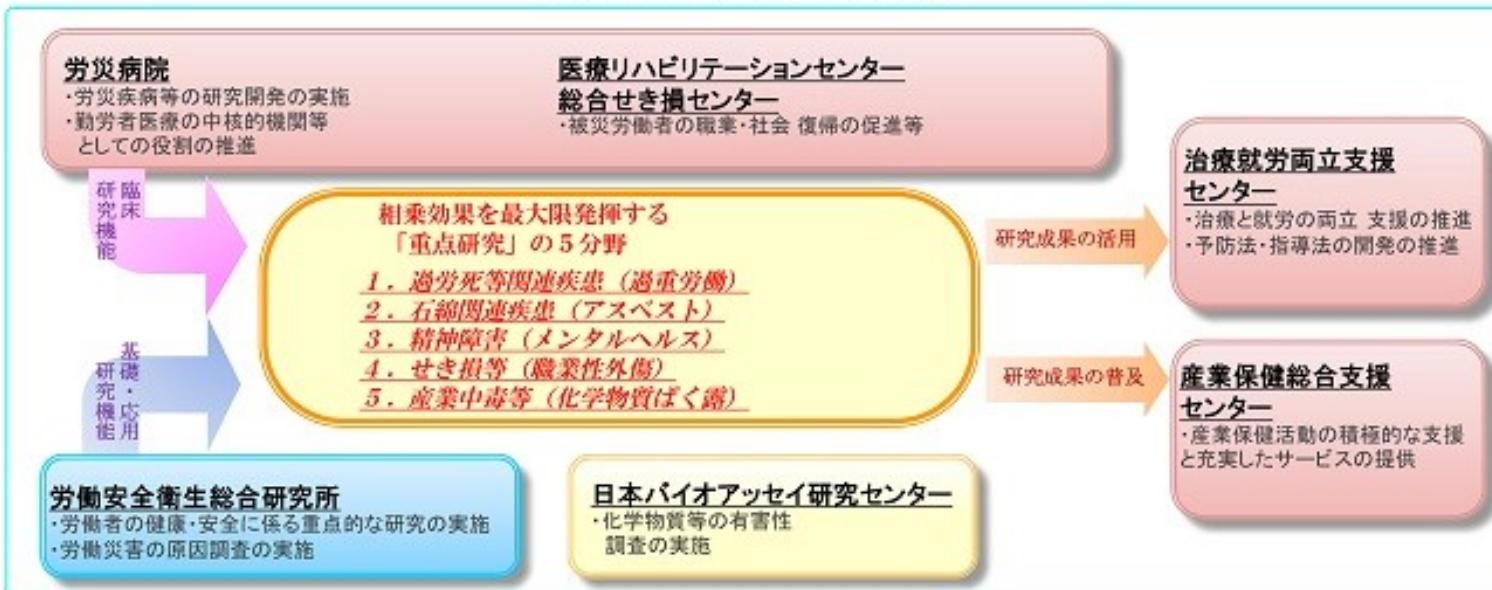 労災病院
・労災疾病等の研究開発の実施
・勤労者医療の中核的機関等
としての役割の推進
医療リハビリテーションセンター
総合せき損センター
・被災労働者の職業・社会 復帰の促進等
臨床
研究機能
基礎・応用
研究機能
相乗効果を最大限発揮する
「重点研究」の5分野
1．過労死等関連疾患（過重労働）
2．石綿関連疾患（アスベスト）
3．精神障害（メンタルヘルス）
4．せき損等（職業性外傷）
5．産業中毒等（化学物質ばく露）
研究成果の活用
研究成果の普及
治療就労両立支援
センター
・治療と就労の両立 支援の推進
・予防法・指導法の開発の推進
産業保健総合支援
センター
・産業保健活動の積極的な支援
と充実したサービスの提供
労働安全衛生総合研究所
・労働者の健康・安全に係る重点的な研究の実施
・労働災害の原因調査の実施
日本バイオアッセイ研究センター
・化学物質等の有害性
調査の実施